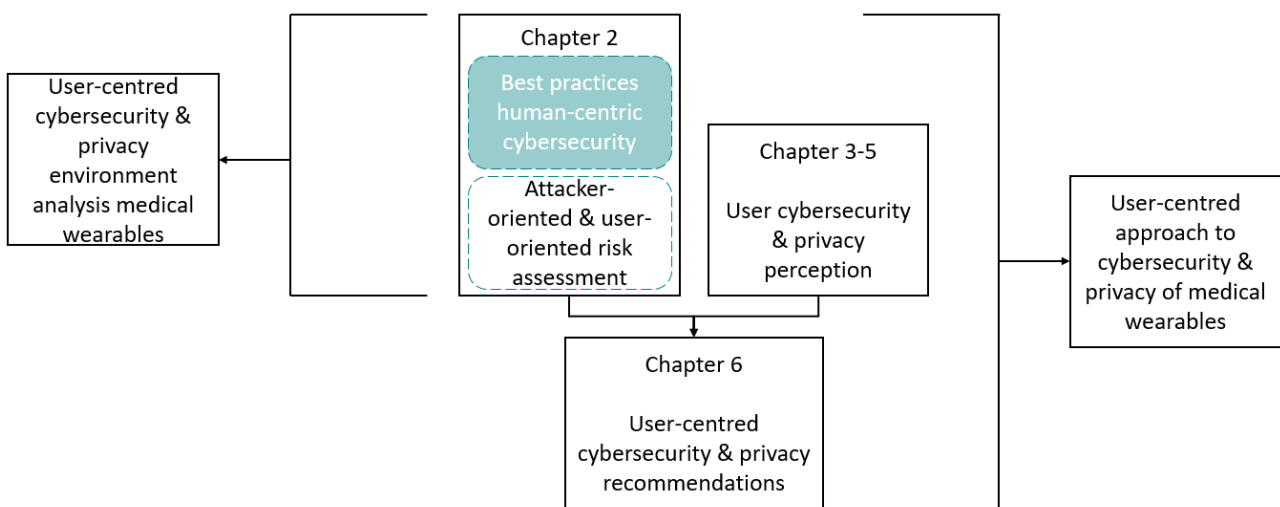 User-centred
cybersecurity &
privacy
environment
analysis medical
wearables
Chapter 2
Best practices
human-centric
cybersecurity
Attacker-
oriented & user-
oriented risk
assessment
Chapter 3-5
User cybersecurity
& privacy
perception
Chapter 6
User-centred
cybersecurity & privacy
recommendations
User-centred
approach to
cybersecurity &
privacy of medical
wearables